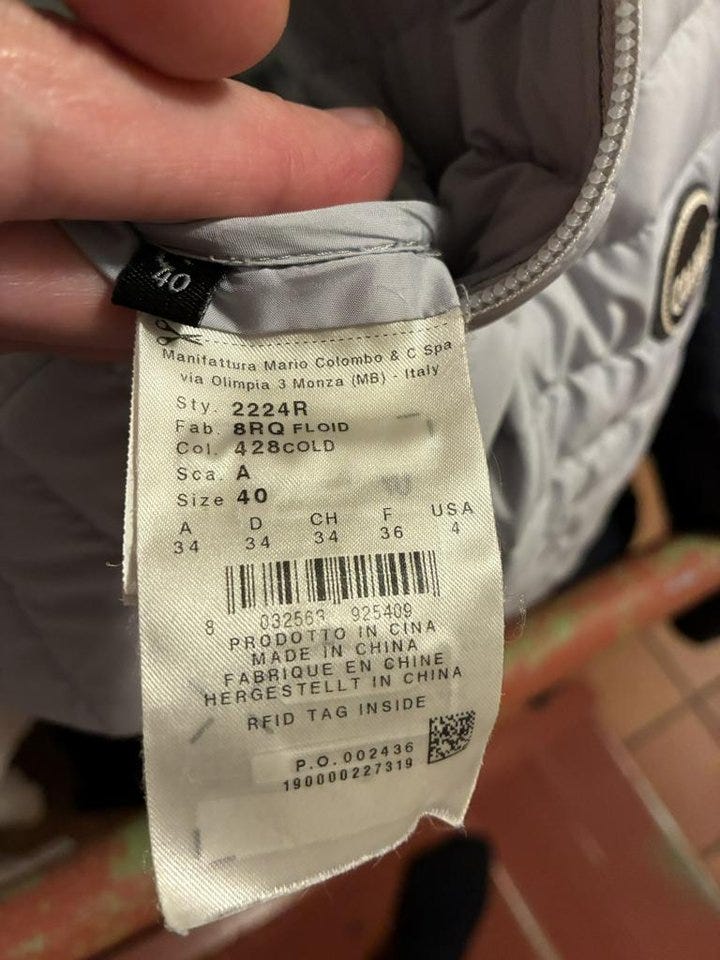 40
Manifattura Mario Colombo & C Spa
via Olimpia 3 Monza (MB) - Italy
Sty. 2224R
Fab. 8RQ FLOID
Col. 428COLD
Sca. A
Size 40
A D CH F USA
34 34 34 36 4
8 032563 925409
PRODOTTO IN CINA
MADE IN CHINA
FABRIQUE EN CHINE
HERGESTELLT IN CHINA
RFID TAG INSIDE
P.O. 002436
190000227319